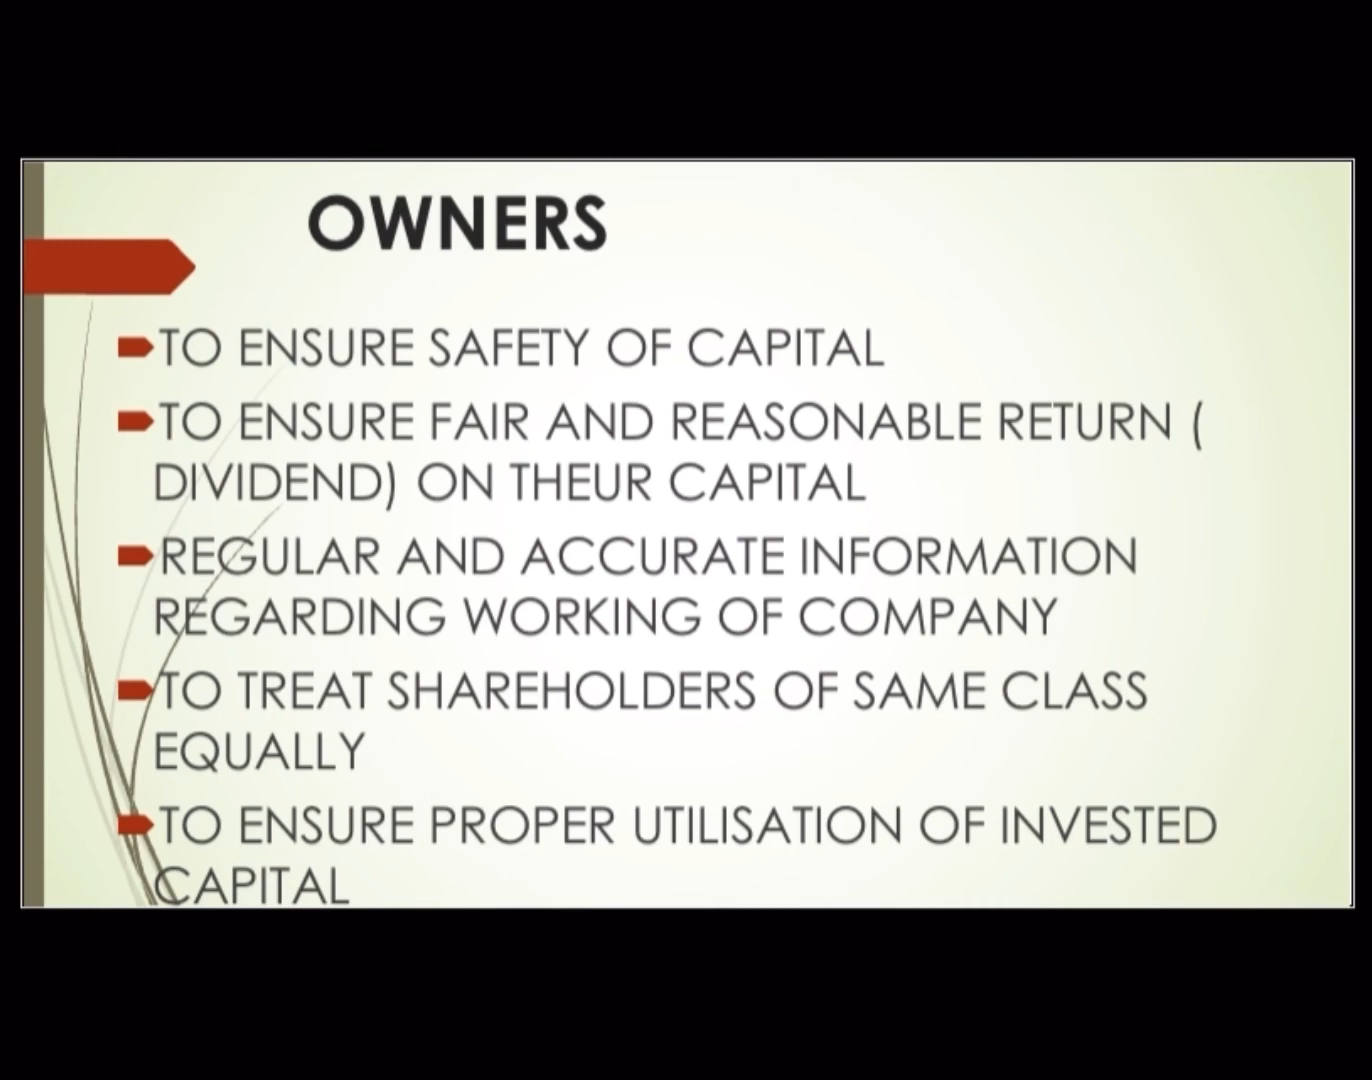 OWNERS
TO ENSURE SAFETY OF CAPITAL
TO ENSURE FAIR AND REASONABLE RETURN (
DIVIDEND) ON THEUR CAPITAL
REGULAR AND ACCURATE INFORMATION
REGARDING WORKING OF COMPANY
TO TREAT SHAREHOLDERS OF SAME CLASS
EQUALLY
TO ENSURE PROPER UTILISATION OF INVESTED
CAPITAL